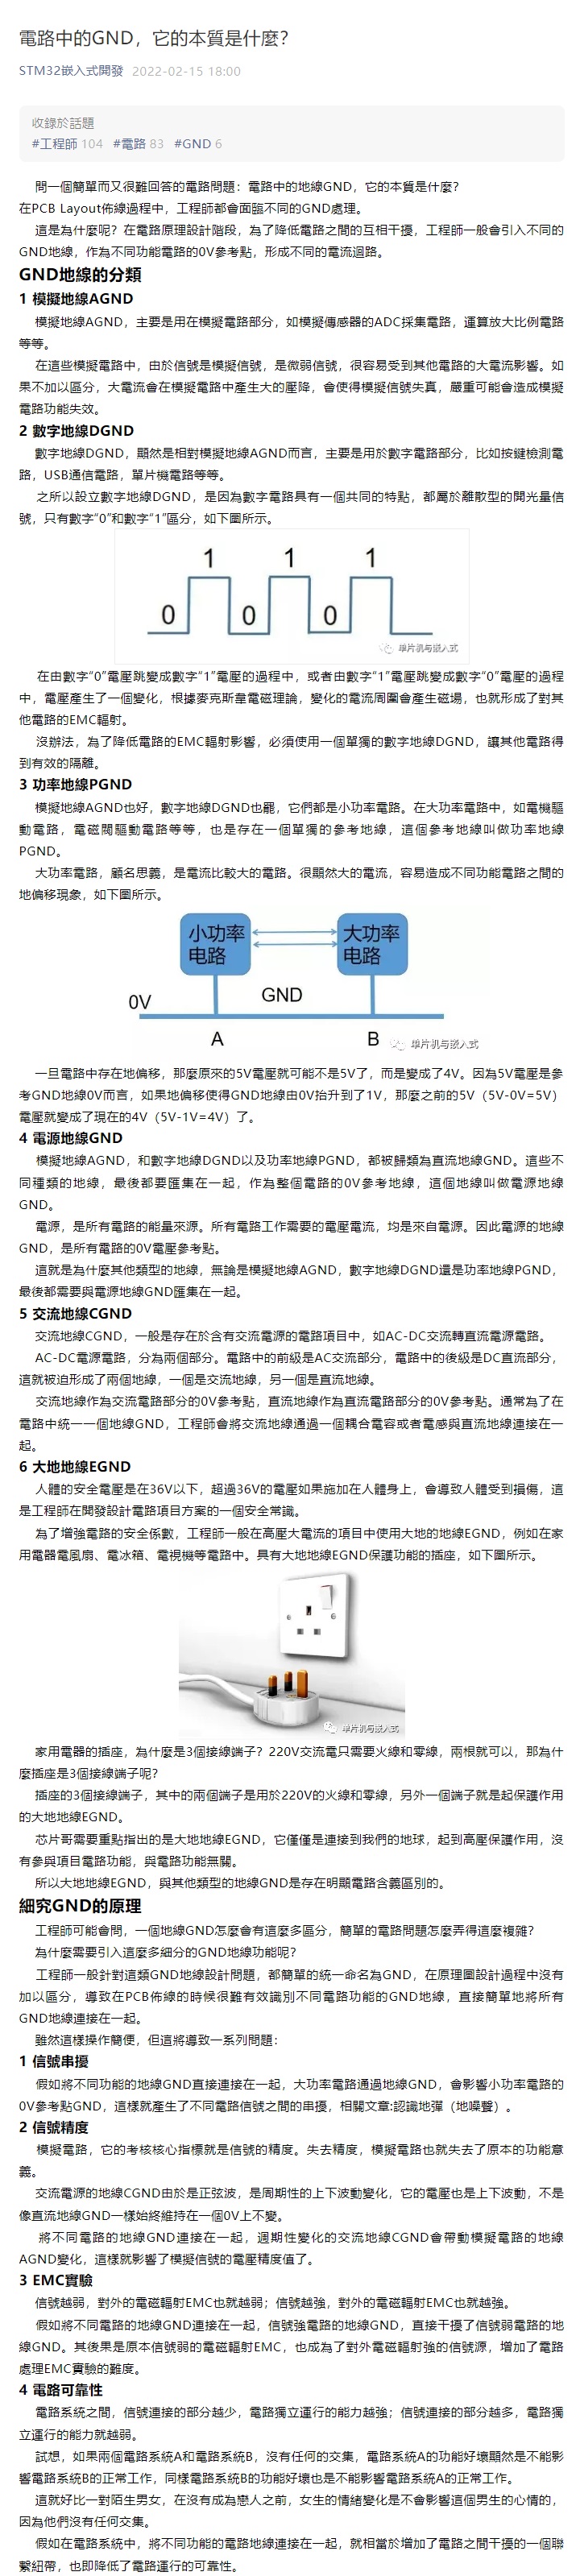 電路中的GND，它的本質是什麼？
STM32嵌入式開發 2022-02-15 18:00
收錄於話題
#工程師 104 #電路 83 #GND 6
問一個簡單而又很難回答的電路問題：電路中的地線GND，它的本質是什麼？
在PCB Layout佈線過程中，工程師都會面臨不同的GND處理。
這是為什麼呢？在電路原理設計階段，為了降低電路之間的互相干擾，工程師一般會引入不同的
GND地線，作為不同功能電路的0V參考點，形成不同的電流迴路。
GND地線的分類
1 模擬地線AGND
模擬地線AGND，主要是用在模擬電路部分，如模擬傳感器的ADC採集電路，運算放大比例電路
等等。
在這些模擬電路中，由於信號是模擬信號，是微弱信號，很容易受到其他電路的大電流影響。如
果不加以區分，大電流會在模擬電路中產生大的壓降，會使得模擬信號失真，嚴重可能會造成模擬
電路功能失效。
2 數字地線DGND
數字地線DGND，顯然是相對模擬地線AGND而言，主要是用於數字電路部分，比如按鍵檢測電
路，USB通信電路，單片機電路等等。
之所以設立數字地線DGND，是因為數字電路具有一個共同的特點，都屬於離散型的開光量信
號，只有數字“0”和數字“1”區分，如下圖所示。
1 1 1
0 0 0
单片机与嵌入式
在由數字“0”電壓跳變成數字“1”電壓的過程中，或者由數字“1”電壓跳變成數字“0”電壓的過程
中，電壓產生了一個變化，根據麥克斯韋電磁理論，變化的電流周圍會產生磁場，也就形成了對其
他電路的EMC輻射。
沒辦法，為了降低電路的EMC輻射影響，必須使用一個單獨的數字地線DGND，讓其他電路得
到有效的隔離。
3 功率地線PGND
模擬地線AGND也好，數字地線DGND也罷，它們都是小功率電路。在大功率電路中，如電機驅
動電路，電磁閥驅動電路等等，也是存在一個單獨的參考地線，這個參考地線叫做功率地線
PGND。
大功率電路，顧名思義，是電流比較大的電路。很顯然大的電流，容易造成不同功能電路之間的
地偏移現象，如下圖所示。
小功率 大功率
电路 电路
0V GND
A B
单片机与嵌入式
一旦電路中存在地偏移，那麼原來的5V電壓就可能不是5V了，而是變成了4V。因為5V電壓是參
考GND地線0V而言，如果地偏移使得GND地線由0V抬升到了1V，那麼之前的5V（5V-0V=5V）
電壓就變成了現在的4V（5V-1V=4V）了。
4 電源地線GND
模擬地線AGND，和數字地線DGND以及功率地線PGND，都被歸類為直流地線GND。這些不
同種類的地線，最後都要匯集在一起，作為整個電路的0V參考地線，這個地線叫做電源地線
GND。
電源，是所有電路的能量來源。所有電路工作需要的電壓電流，均是來自電源。因此電源的地線
GND，是所有電路的0V電壓參考點。
這就是為什麼其他類型的地線，無論是模擬地線AGND，數字地線DGND還是功率地線PGND，
最後都需要與電源地線GND匯集在一起。
5 交流地線CGND
交流地線CGND，一般是存在於含有交流電源的電路項目中，如AC-DC交流轉直流電源電路。
AC-DC電源電路，分為兩個部分。電路中的前級是AC交流部分，電路中的後級是DC直流部分，
這就被迫形成了兩個地線，一個是交流地線，另一個是直流地線。
交流地線作為交流電路部分的0V參考點，直流地線作為直流電路部分的0V參考點。通常為了在
電路中統一一個地線GND，工程師會將交流地線通過一個耦合電容或者電感與直流地線連接在一
起。
6 大地地線EGND
人體的安全電壓是在36V以下，超過36V的電壓如果施加在人體身上，會導致人體受到損傷，這
是工程師在開發設計電路項目方案的一個安全常識。
為了增強電路的安全係數，工程師一般在高壓大電流的項目中使用大地的地線EGND，例如在家
用電器電風扇、電冰箱、電視機等電路中。具有大地地線EGND保護功能的插座，如下圖所示。
单片机与嵌入式
家用電器的插座，為什麼是3個接線端子？220V交流電只需要火線和零線，兩根就可以，那為什
麼插座是3個接線端子呢？
插座的3個接線端子，其中的兩個端子是用於220V的火線和零線，另外一個端子就是起保護作用
的大地地線EGND。
芯片哥需要重點指出的是大地地線EGND，它僅僅是連接到我們的地球，起到高壓保護作用，沒
有參與項目電路功能，與電路功能無關。
所以大地地線EGND，與其他類型的地線GND是存在明顯電路含義區別的。
細究GND的原理
工程師可能會問，一個地線GND怎麼會有這麼多區分，簡單的電路問題怎麼弄得這麼複雜？
為什麼需要引入這麼多細分的GND地線功能呢？
工程師一般針對這類GND地線設計問題，都簡單的統一命名為GND，在原理圖設計過程中沒有
加以區分，導致在PCB佈線的時候很難有效識別不同電路功能的GND地線，直接簡單地將所有
GND地線連接在一起。
雖然這樣操作簡便，但這將導致一系列問題：
1 信號串擾
假如將不同功能的地線GND直接連接在一起，大功率電路通過地線GND，會影響小功率電路的
0V參考點GND，這樣就產生了不同電路信號之間的串擾，相關文章:認識地彈（地噪聲）。
2 信號精度
模擬電路，它的考核核心指標就是信號的精度。失去精度，模擬電路也就失去了原本的功能意
義。
交流電源的地線CGND由於是正弦波，是周期性的上下波動變化，它的電壓也是上下波動，不是
像直流地線GND一樣始終維持在一個0V上不變。
將不同電路的地線GND連接在一起，週期性變化的交流地線CGND會帶動模擬電路的地線
AGND變化，這樣就影響了模擬信號的電壓精度值了。
3 EMC實驗
信號越弱，對外的電磁輻射EMC也就越弱；信號越強，對外的電磁輻射EMC也就越強。
假如將不同電路的地線GND連接在一起，信號強電路的地線GND，直接干擾了信號弱電路的地
線GND。其後果是原本信號弱的電磁輻射EMC，也成為了對外電磁輻射強的信號源，增加了電路
處理EMC實驗的難度。
4 電路可靠性
電路系統之間，信號連接的部分越少，電路獨立運行的能力越強；信號連接的部分越多，電路獨
立運行的能力就越弱。
試想，如果兩個電路系統A和電路系統B，沒有任何的交集，電路系統A的功能好壞顯然是不能影
響電路系統B的正常工作，同樣電路系統B的功能好壞也是不能影響電路系統A的正常工作。
這就好比一對陌生男女，在沒有成為戀人之前，女生的情緒變化是不會影響這個男生的心情的，
因為他們沒有任何交集。
假如在電路系統中，將不同功能的電路地線連接在一起，就相當於增加了電路之間干擾的一個聯
繫紐帶，也即降低了電路運行的可靠性。